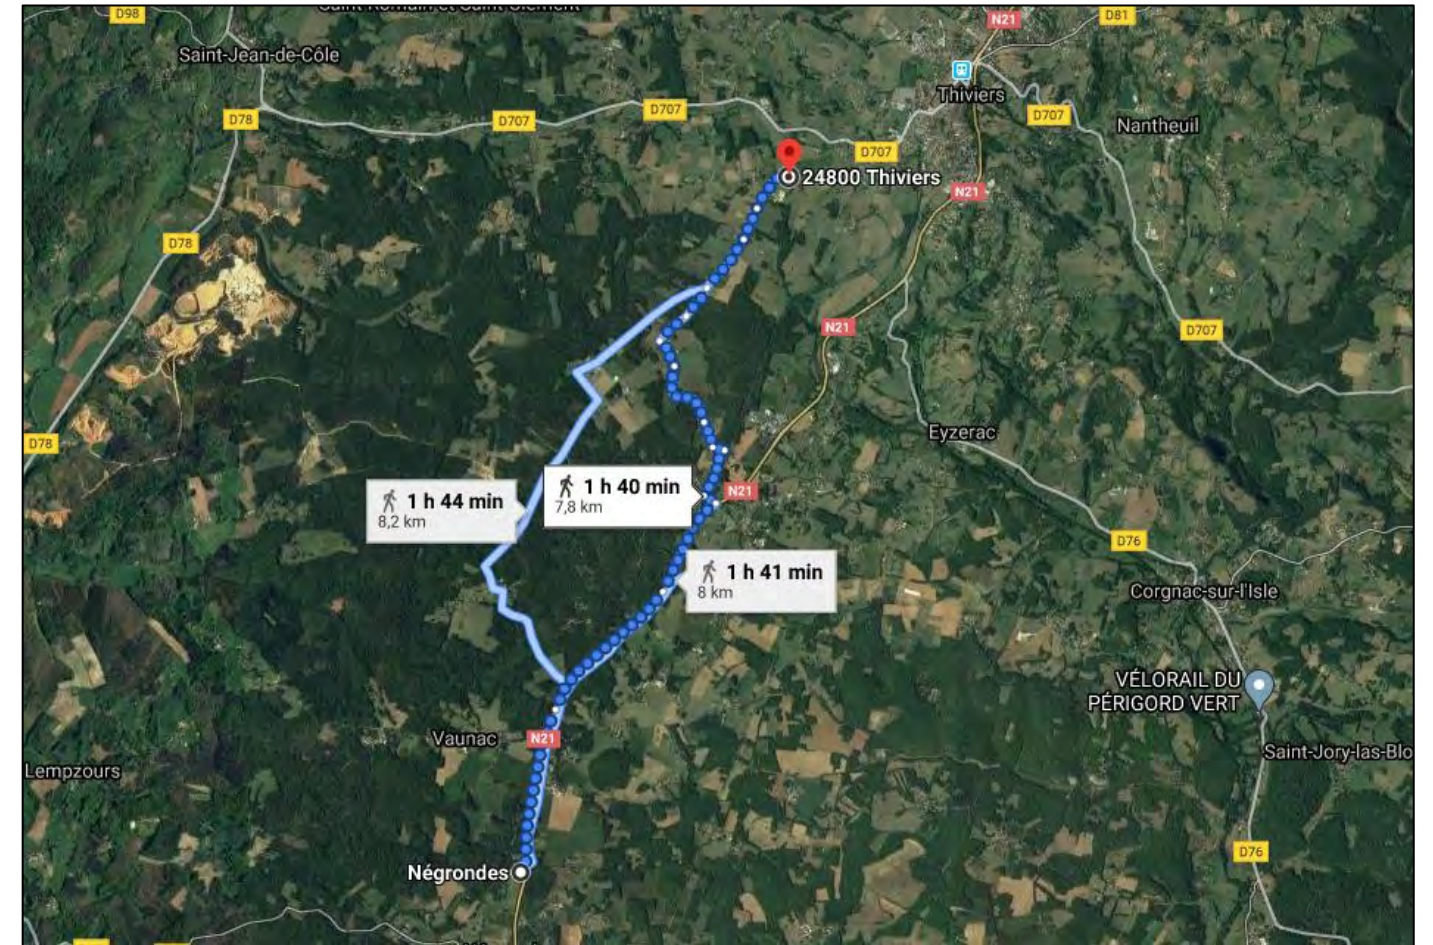 D98
N21
D81
Saint-Jean-de-Côle
Thiviers
D78
D707
D707
D707
Nantheuil
D707
24800 Thiviers
N21
D78
N21
D707
D78
Eyzerac
1 h 44 min
8,2 km
1 h 40 min
7,8 km
N21
D76
1 h 41 min
8 km
Corgnac-sur-l'Isle
VÉLORAIL DU
PÉRIGORD VERT
Vaunac
N21
Saint-Jory-las-Blo
Lempzours
D76
Négrondes